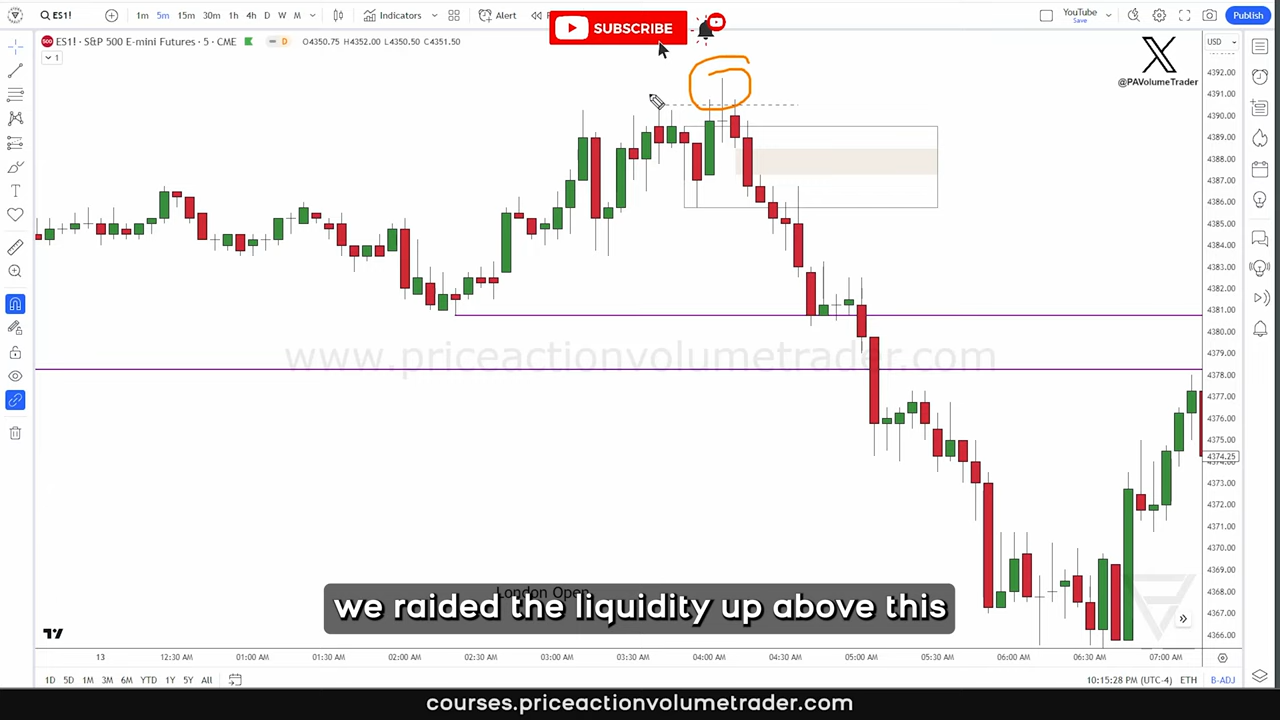 ES1! 1m 5m 15m 30m 1h 4h D W M Indicators Alert YouTube Save Publish
SUBSCRIBE
500 ES1! · S&P 500 E-mini Futures · 5 · CME D O4350.75 H4352.00 L4350.50 C4351.50 USD
1
@PAVolumeTrader
4392.00
4391.00
4390.00
4389.00
4388.00
4387.00
4386.00
4385.00
4384.00
4383.00
4382.00
4381.00
4380.00
4379.00
4378.00
4377.00
4376.00
4375.00
4374.25
4373.00
4372.00
4371.00
4370.00
4369.00
4368.00
4367.00
4366.00
www.priceactionvolumetrader.com
London Open
we raided the liquidity up above this
13 12:30 AM 01:00 AM 01:30 AM 02:00 AM 03:00 AM 03:30 AM 04:00 AM 04:30 AM 05:00 AM 05:30 AM 06:00 AM 06:30 AM 07:00 AM
1D 5D 1M 3M 6M YTD 1Y 5Y All 10:15:28 PM (UTC-4) ETH B-ADJ
courses.priceactionvolumetrader.com